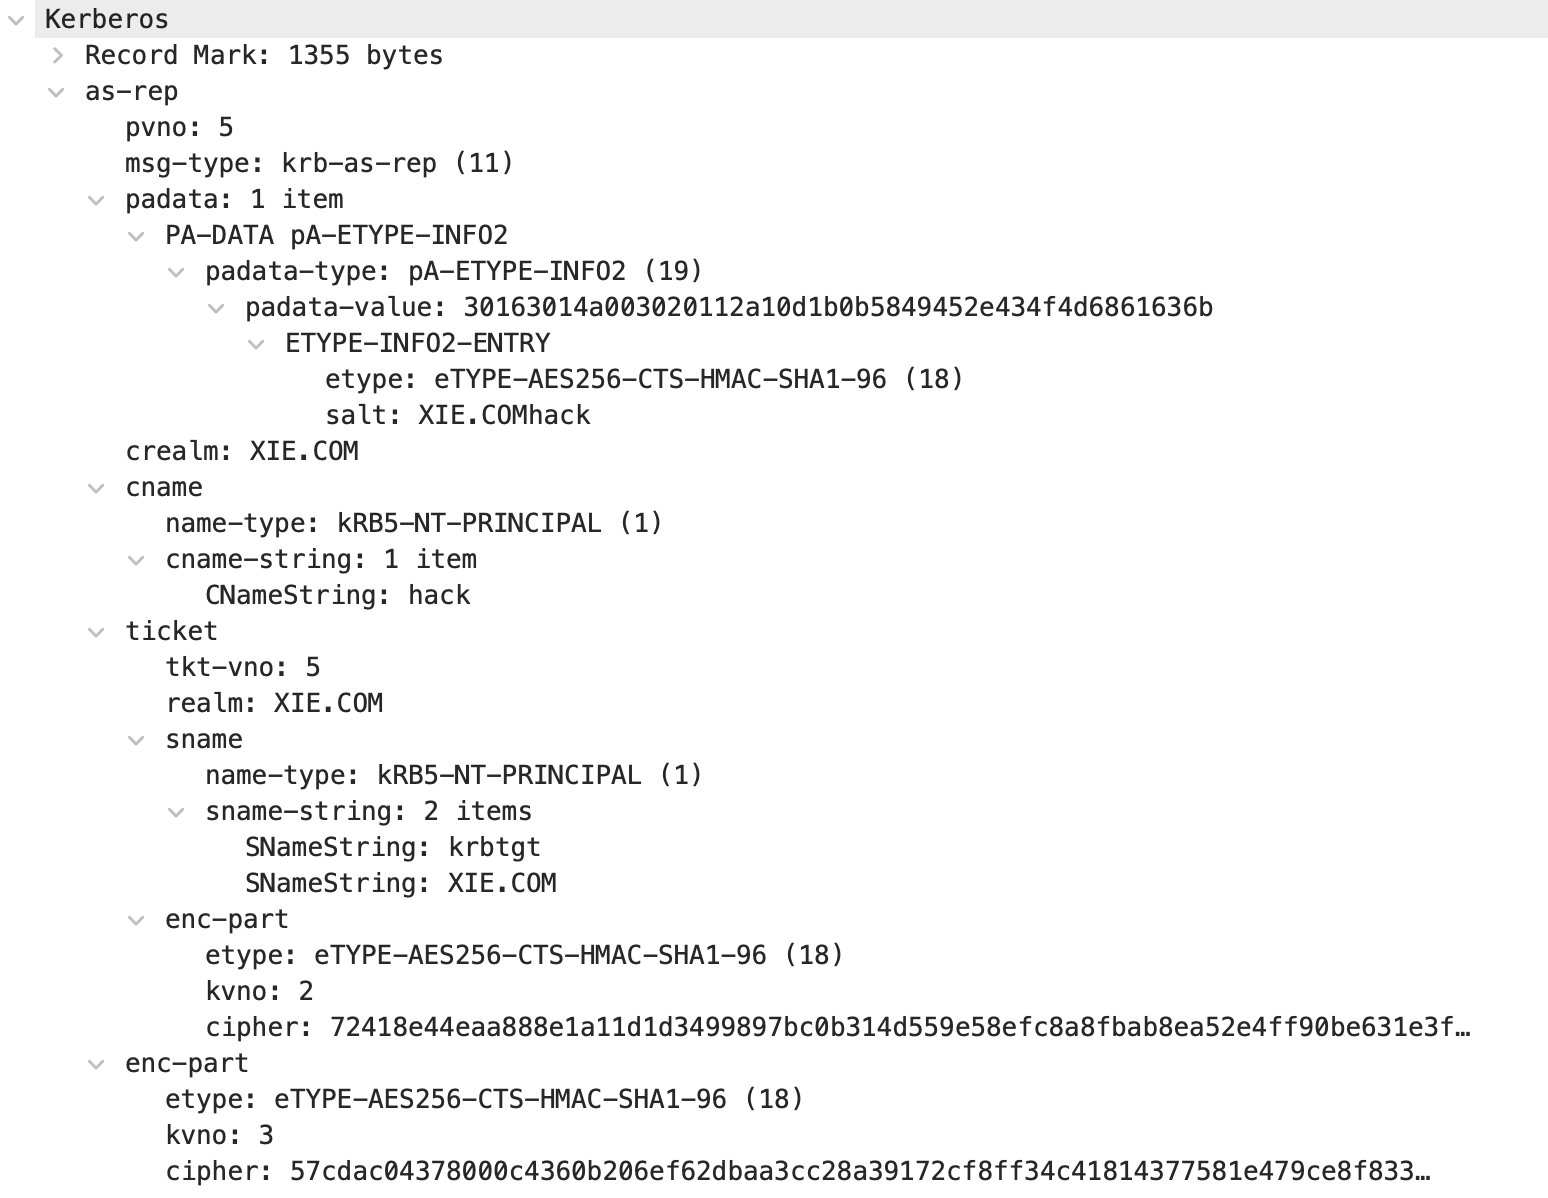 Kerberos
Record Mark: 1355 bytes
as-rep
pvno: 5
msg-type: krb-as-rep (11)
padata: 1 item
PA-DATA pA-ETYPE-INFO2
padata-type: pA-ETYPE-INFO2 (19)
padata-value: 30163014a003020112a10d1b0b5849452e434f4d6861636b
ETYPE-INFO2-ENTRY
etype: eTYPE-AES256-CTS-HMAC-SHA1-96 (18)
salt: XIE.COMhack
crealm: XIE.COM
cname
name-type: kRB5-NT-PRINCIPAL (1)
cname-string: 1 item
CNameString: hack
ticket
tkt-vno: 5
realm: XIE.COM
sname
name-type: kRB5-NT-PRINCIPAL (1)
sname-string: 2 items
SNameString: krbtgt
SNameString: XIE.COM
enc-part
etype: eTYPE-AES256-CTS-HMAC-SHA1-96 (18)
kvno: 2
cipher: 72418e44eaa888e1a11d1d3499897bc0b314d559e58efc8a8fbab8ea52e4ff90be631e3f…
enc-part
etype: eTYPE-AES256-CTS-HMAC-SHA1-96 (18)
kvno: 3
cipher: 57cdac04378000c4360b206ef62dbaa3cc28a39172cf8ff34c41814377581e479ce8f833…